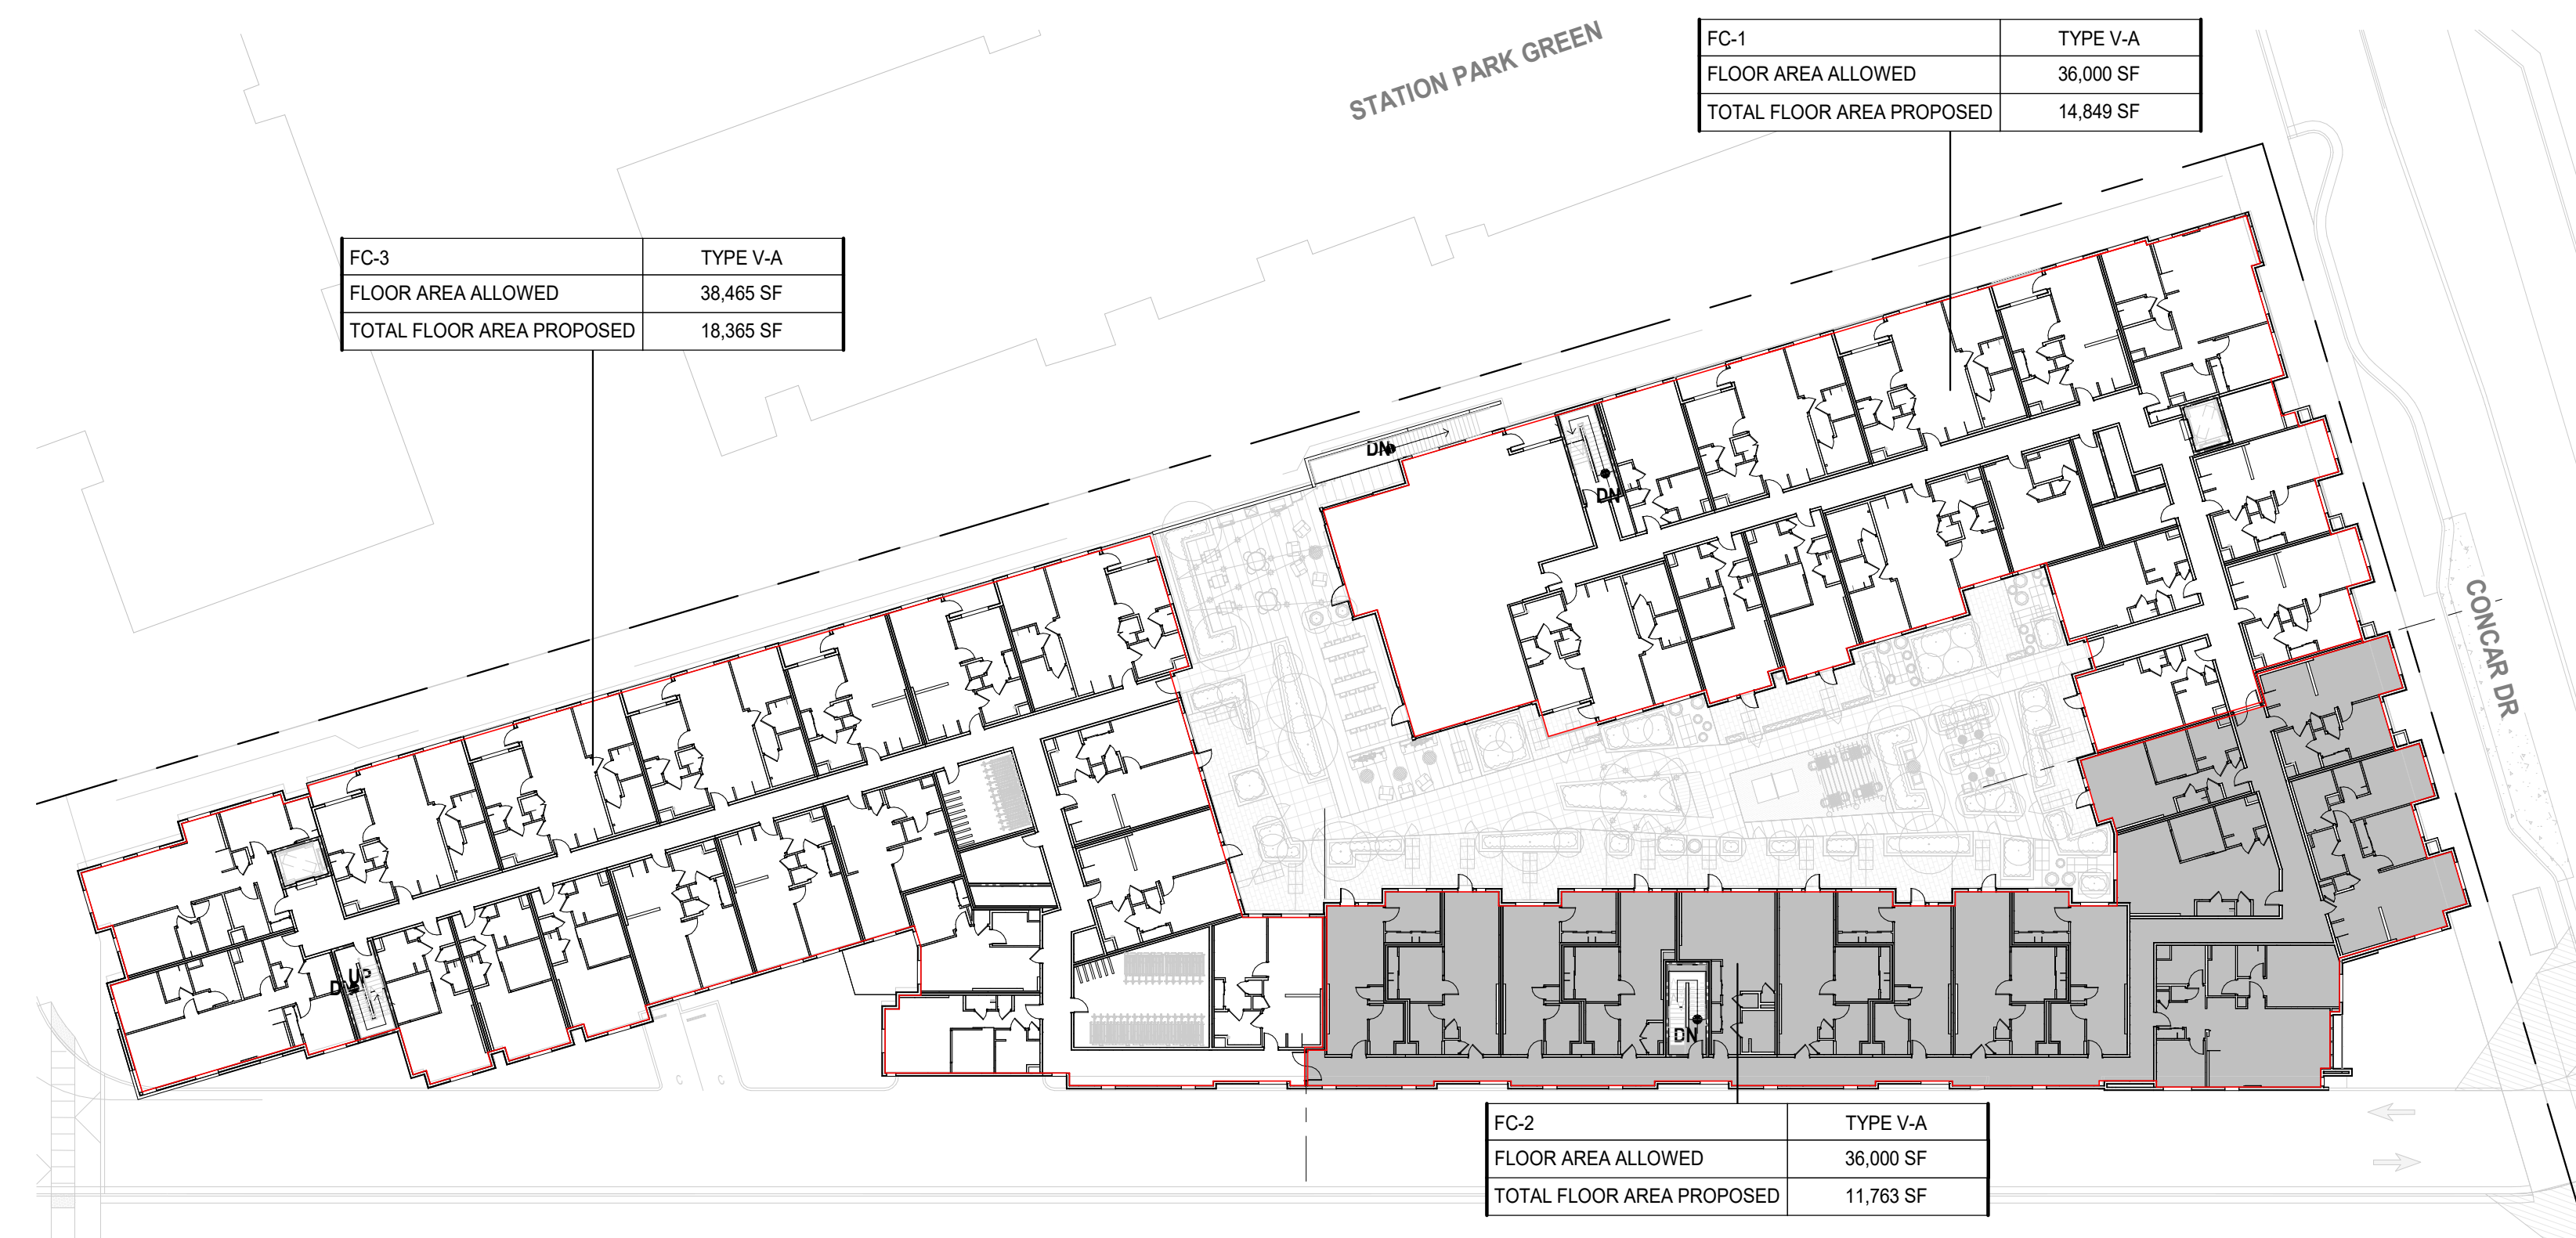 STATION PARK GREEN
FC-1 TYPE V-A
FLOOR AREA ALLOWED 36,000 SF
TOTAL FLOOR AREA PROPOSED 14,849 SF
FC-3 TYPE V-A
FLOOR AREA ALLOWED 38,465 SF
TOTAL FLOOR AREA PROPOSED 18,365 SF
DN
DN
CONCAR DR
UP
DN
DN
C C
FC-2 TYPE V-A
FLOOR AREA ALLOWED 36,000 SF
TOTAL FLOOR AREA PROPOSED 11,763 SF